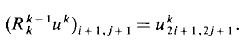 (R_k^{k-1} u^k)_{i+1, j+1} = u^k_{2i+1, 2j+1}.